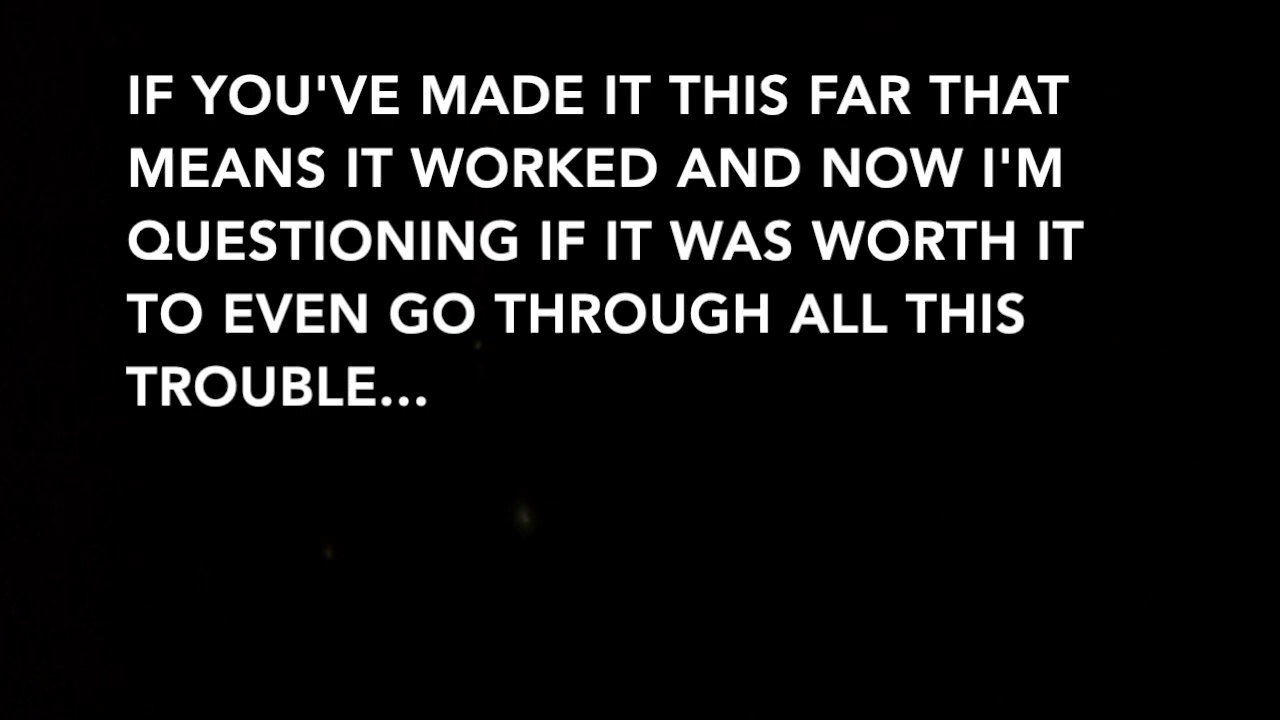 IF YOU'VE MADE IT THIS FAR THAT
MEANS IT WORKED AND NOW I'M
QUESTIONING IF IT WAS WORTH IT
TO EVEN GO THROUGH ALL THIS
TROUBLE...